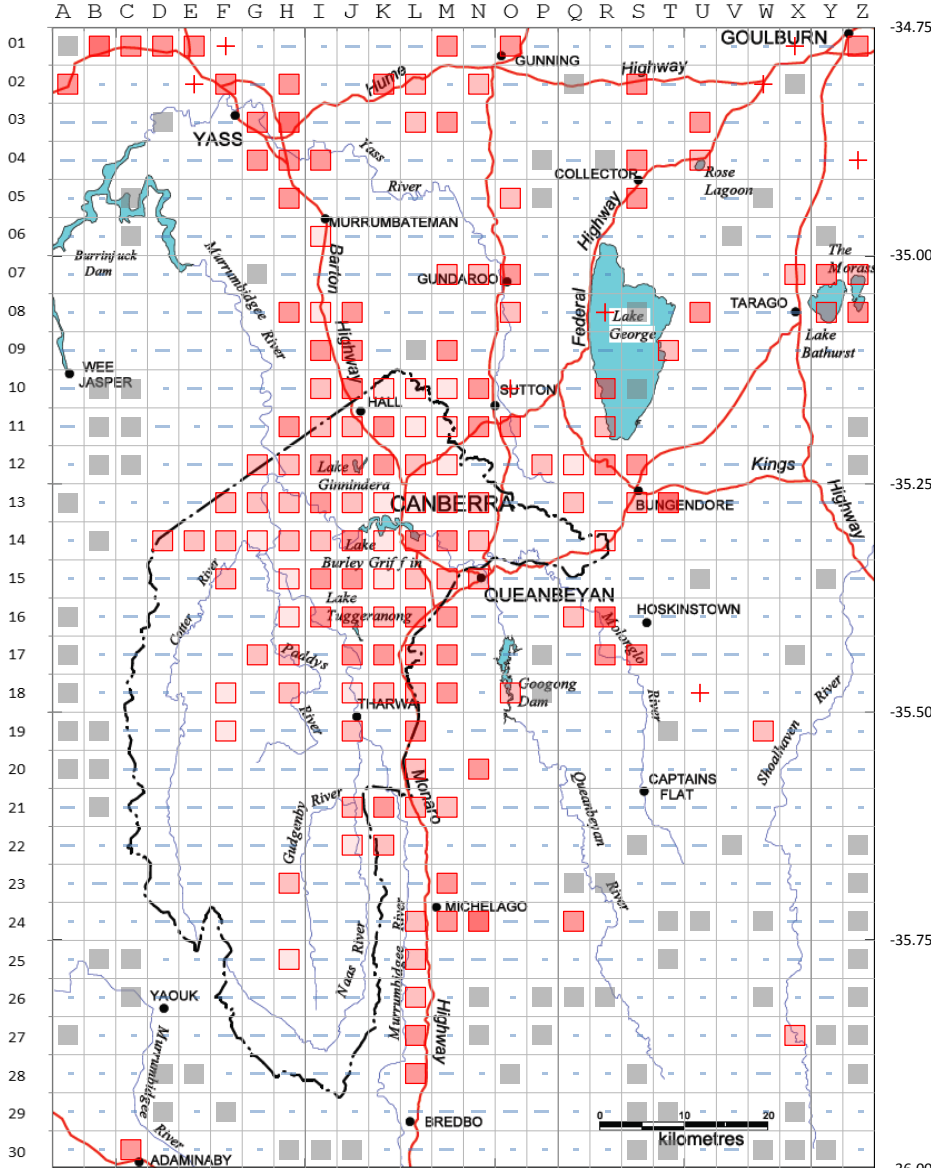 A B C D E F G H I J K L M N O P Q R S T U V W X Y Z
-34.75
01
GOULBURN
GUNNING
Hume
Highway
02
03
YASS
Yass
River
04
COLLECTOR
Rose
Lagoon
05
Highway
MURRUMBATEMAN
06
Burrinjuck
Dam
Murrumbidgee
River
Barton
Highway
-35.00
The
Morass
07
GUNDAROO
Federal
TARAGO
08
Lake
George
Lake
Bathurst
09
WEE
JASPER
10
SUTTON
HALL
11
12
Lake
Ginnindera
Kings
Highway
-35.25
13
CANBERRA
BUNGENDORE
14
Lake
Burley Griffin
15
Cotter
River
QUEANBEYAN
Lake
Tuggeranong
16
HOSKINSTOWN
Molonglo
River
17
Paddys
River
18
Googong
Dam
THARWA
-35.50
19
Shoalhaven
River
20
Monaro
Highway
CAPTAINS
FLAT
21
Gudgenby
River
Queanbeyan
River
22
23
MICHELAGO
24
Naas
River
Murrumbidgee
River
-35.75
25
26
YAOUK
Murrumbidgee
River
27
28
29
BREDBO
0 10 20
kilometres
30
ADAMINABY
-36.00